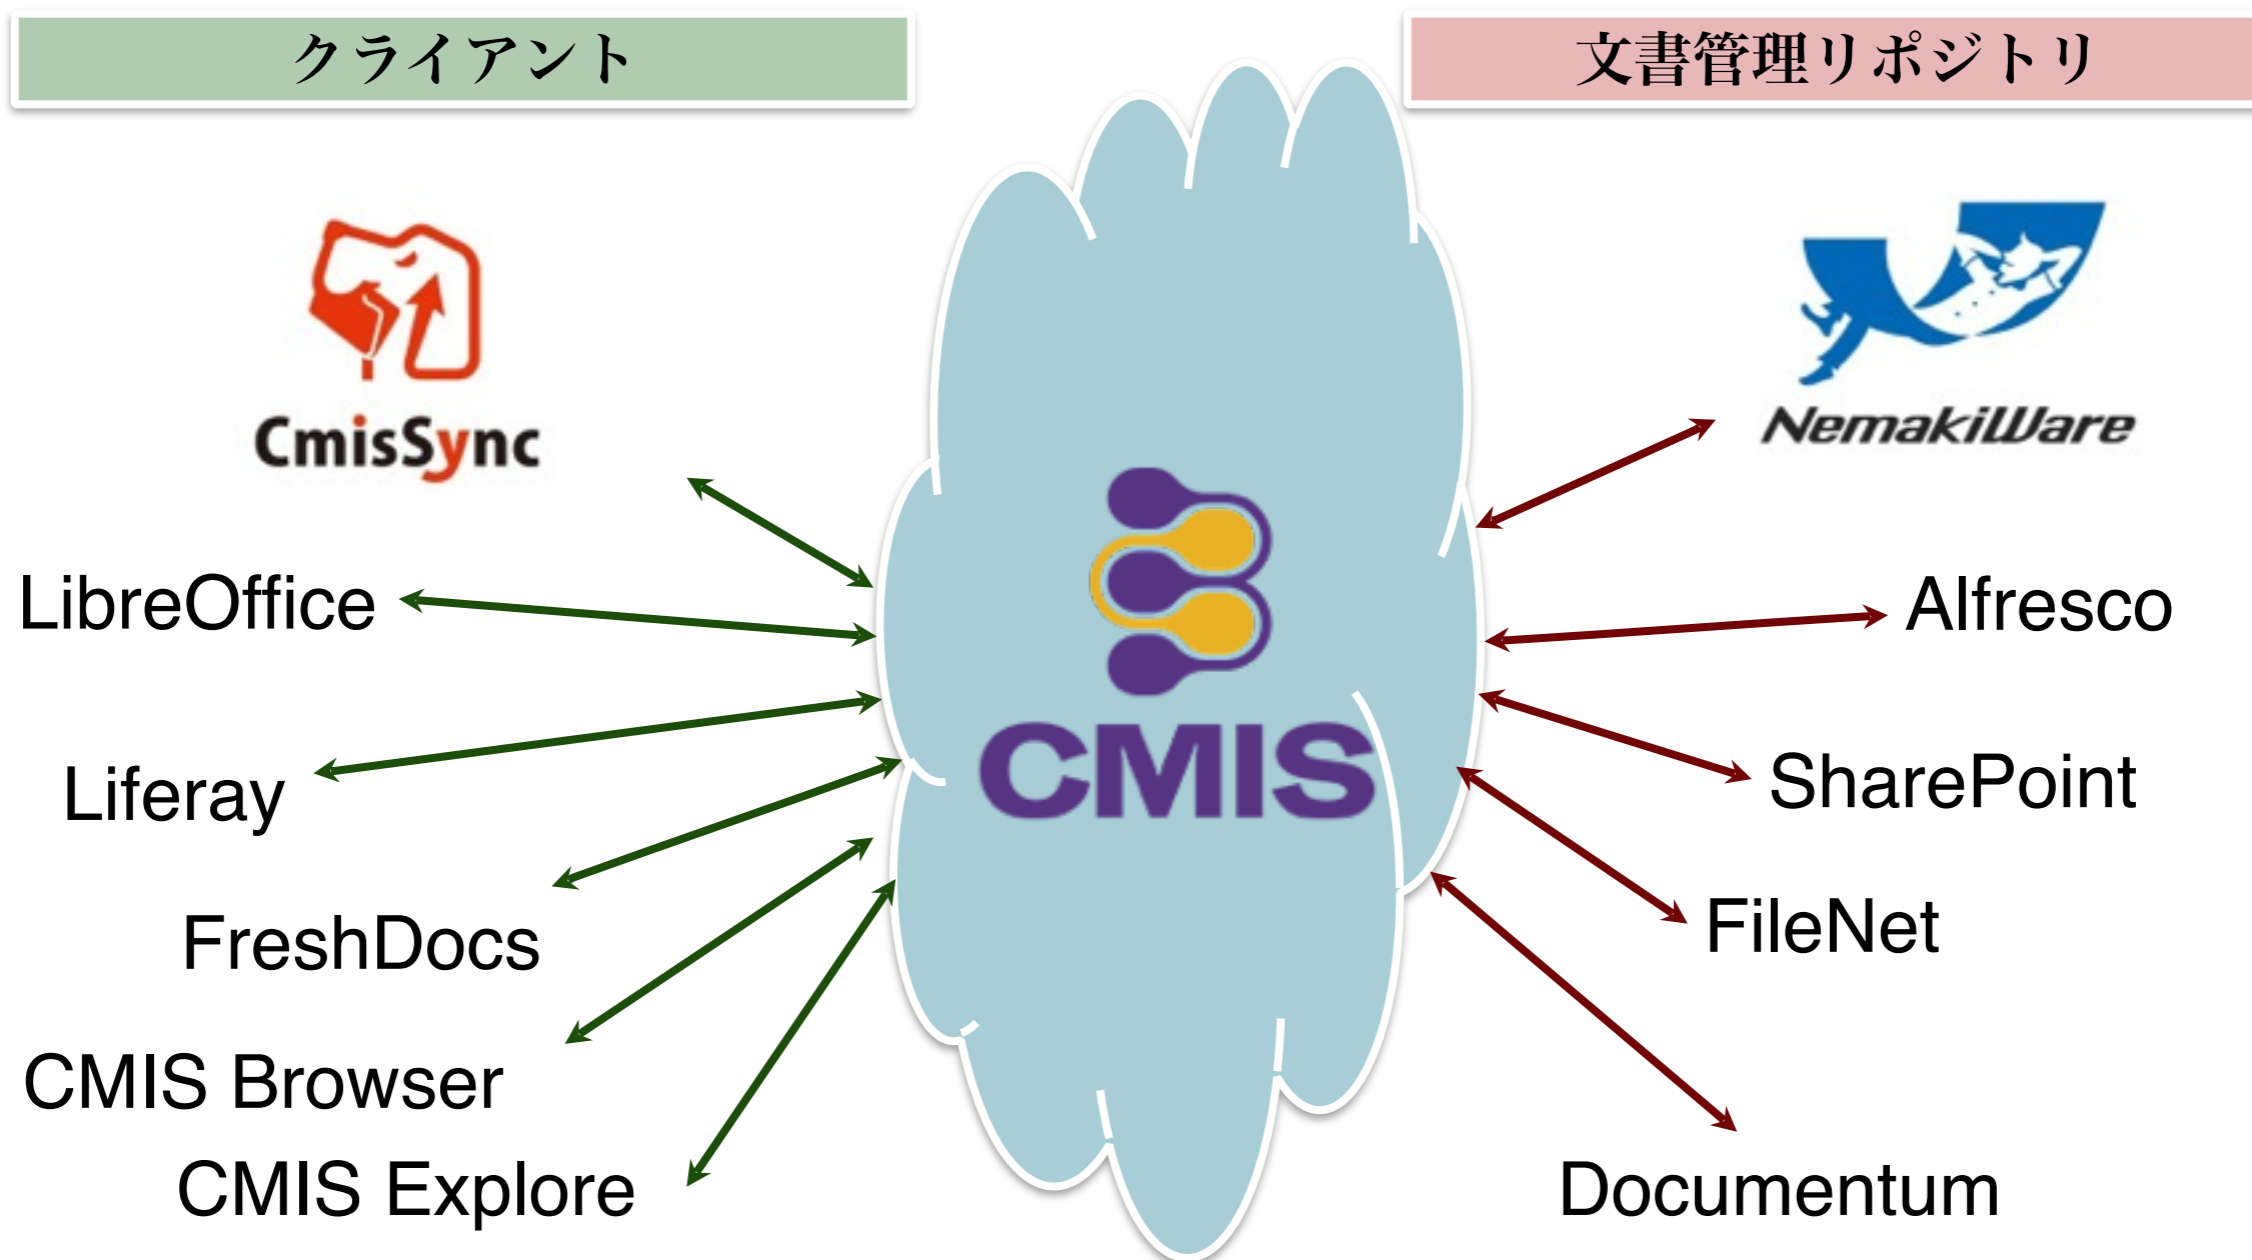 クライアント
文書管理リポジトリ
CmisSync
NemakiWare
LibreOffice
Alfresco
CMIS
Liferay
SharePoint
FreshDocs
FileNet
CMIS Browser
CMIS Explore
Documentum